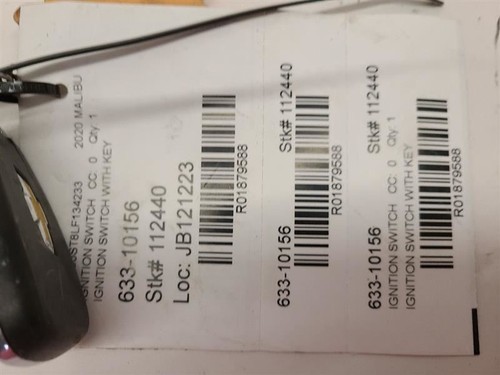 ST8LF134233 2020 MALIBU
IGNITION SWITCH CC 0 Qty 1
IGNITION SWITCH WITH KEY
633-10156
Stk# 112440
Loc: JB121223
R01879588
633-10156 Stk# 112440
R01879588
633-10156 Stk# 112440
IGNITION SWITCH CC 0 Qty 1
IGNITION SWITCH WITH KEY
R01879588